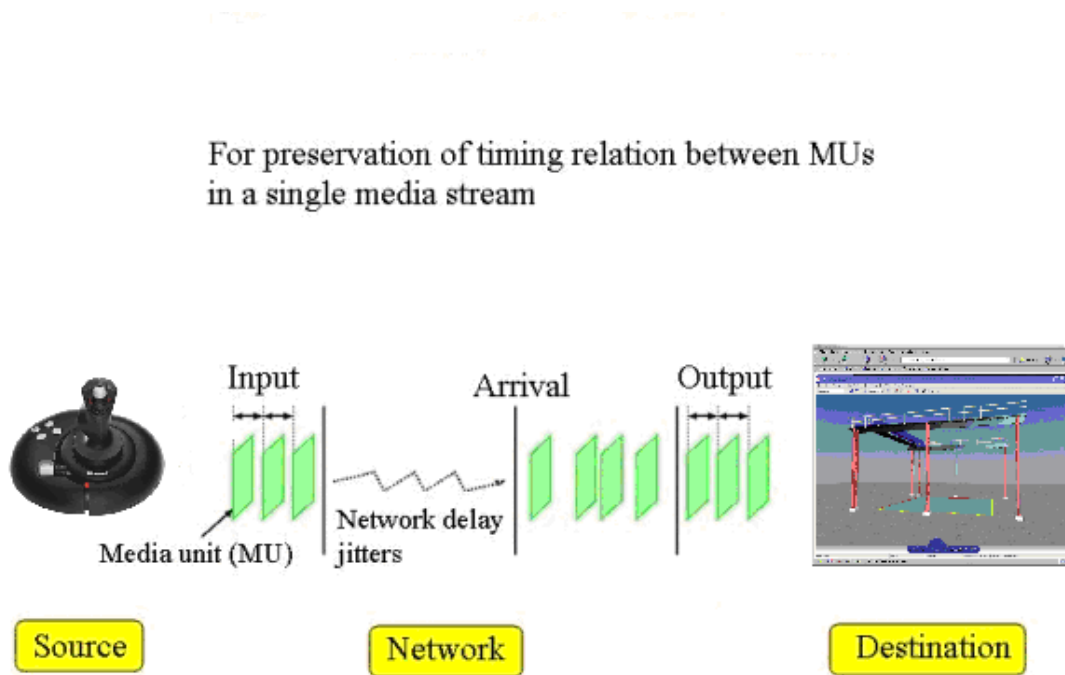 For preservation of timing relation between MUs
in a single media stream
Input
Arrival
Output
Media unit (MU)
Network delay
jitters
Source
Network
Destination